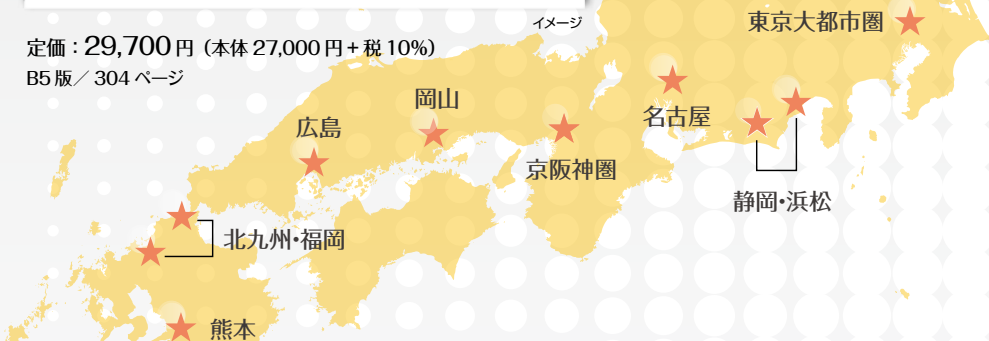 イメージ
定価：29,700円（本体27,000円＋税10%）
B5版／304ページ
東京大都市圏
名古屋
静岡・浜松
京阪神圏
岡山
広島
北九州・福岡
熊本